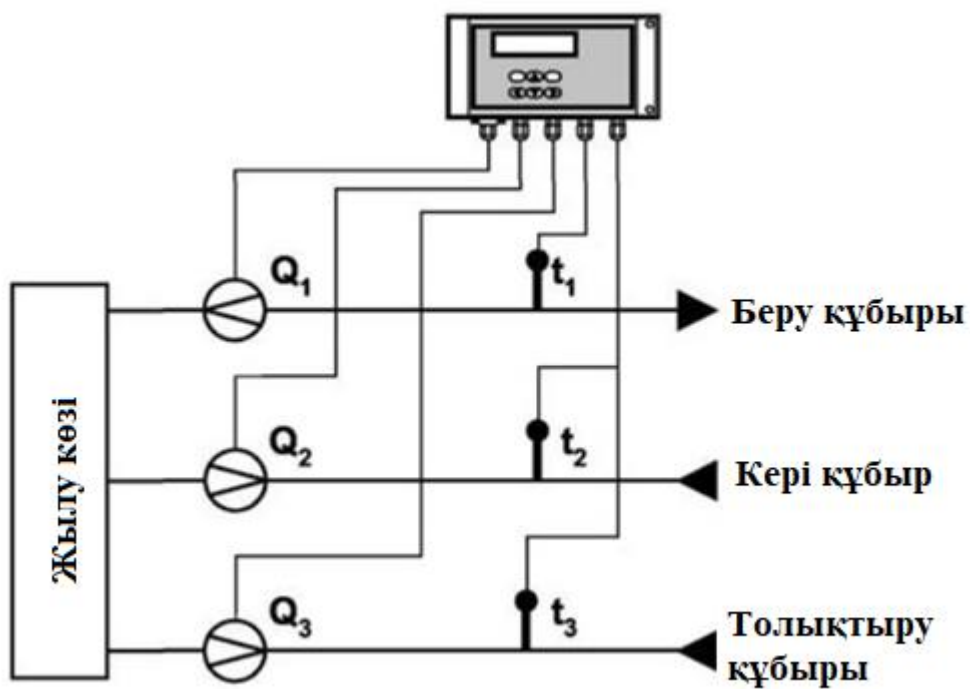 Q1
t1
Беру құбыры
Жылу көзі
Q2
t2
Кері құбыр
Q3
t3
Толықтыру
құбыры